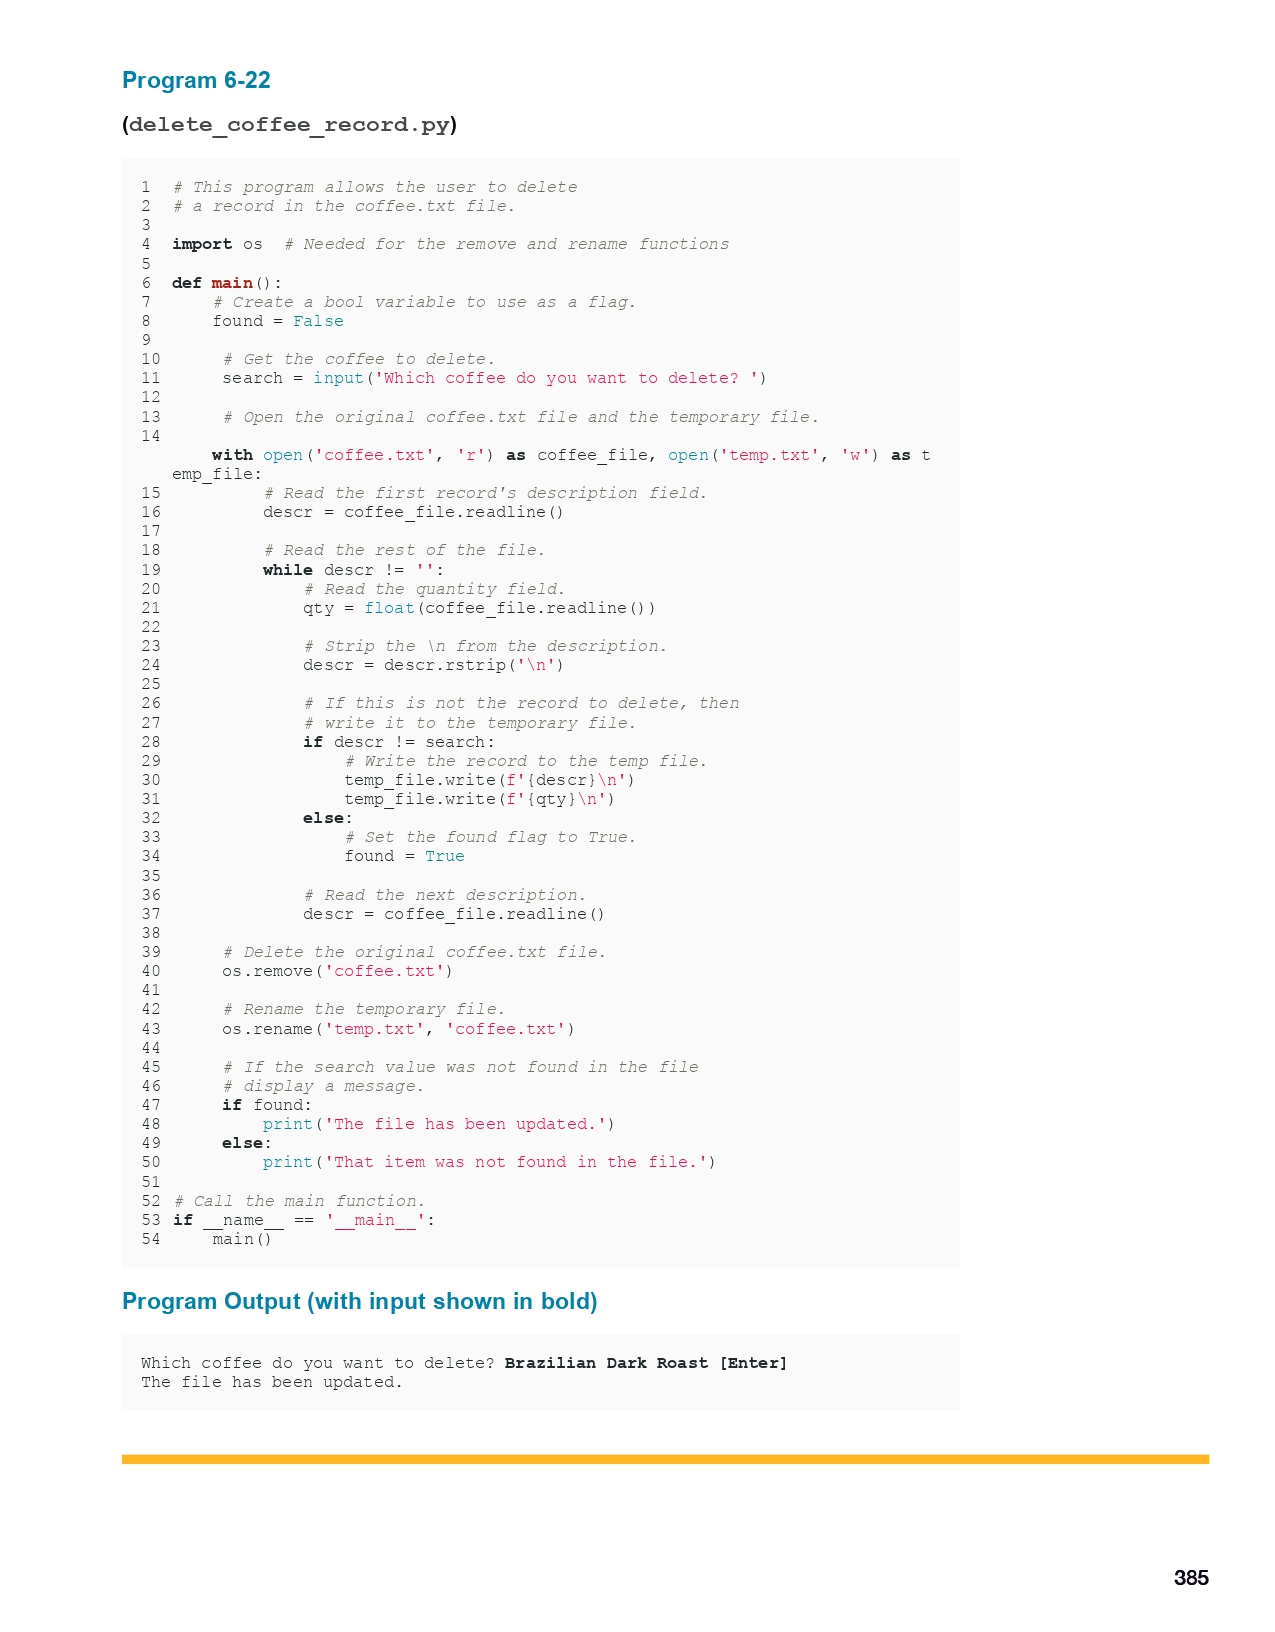 Program 6-22
(delete_coffee_record.py)
1  # This program allows the user to delete
2  # a record in the coffee.txt file.
3
4  import os  # Needed for the remove and rename functions
5
6  def main():
7      # Create a bool variable to use as a flag.
8      found = False
9
10      # Get the coffee to delete.
11      search = input('Which coffee do you want to delete? ')
12
13      # Open the original coffee.txt file and the temporary file.
14
       with open('coffee.txt', 'r') as coffee_file, open('temp.txt', 'w') as t
   emp_file:
15          # Read the first record's description field.
16          descr = coffee_file.readline()
17
18          # Read the rest of the file.
19          while descr != '':
20              # Read the quantity field.
21              qty = float(coffee_file.readline())
22
23              # Strip the \n from the description.
24              descr = descr.rstrip('\n')
25
26              # If this is not the record to delete, then
27              # write it to the temporary file.
28              if descr != search:
29                  # Write the record to the temp file.
30                  temp_file.write(f'{descr}\n')
31                  temp_file.write(f'{qty}\n')
32              else:
33                  # Set the found flag to True.
34                  found = True
35
36              # Read the next description.
37              descr = coffee_file.readline()
38
39      # Delete the original coffee.txt file.
40      os.remove('coffee.txt')
41
42      # Rename the temporary file.
43      os.rename('temp.txt', 'coffee.txt')
44
45      # If the search value was not found in the file
46      # display a message.
47      if found:
48          print('The file has been updated.')
49      else:
50          print('That item was not found in the file.')
51
52 # Call the main function.
53 if __name__ == '__main__':
54     main()
Program Output (with input shown in bold)
Which coffee do you want to delete? Brazilian Dark Roast [Enter]
The file has been updated.
385